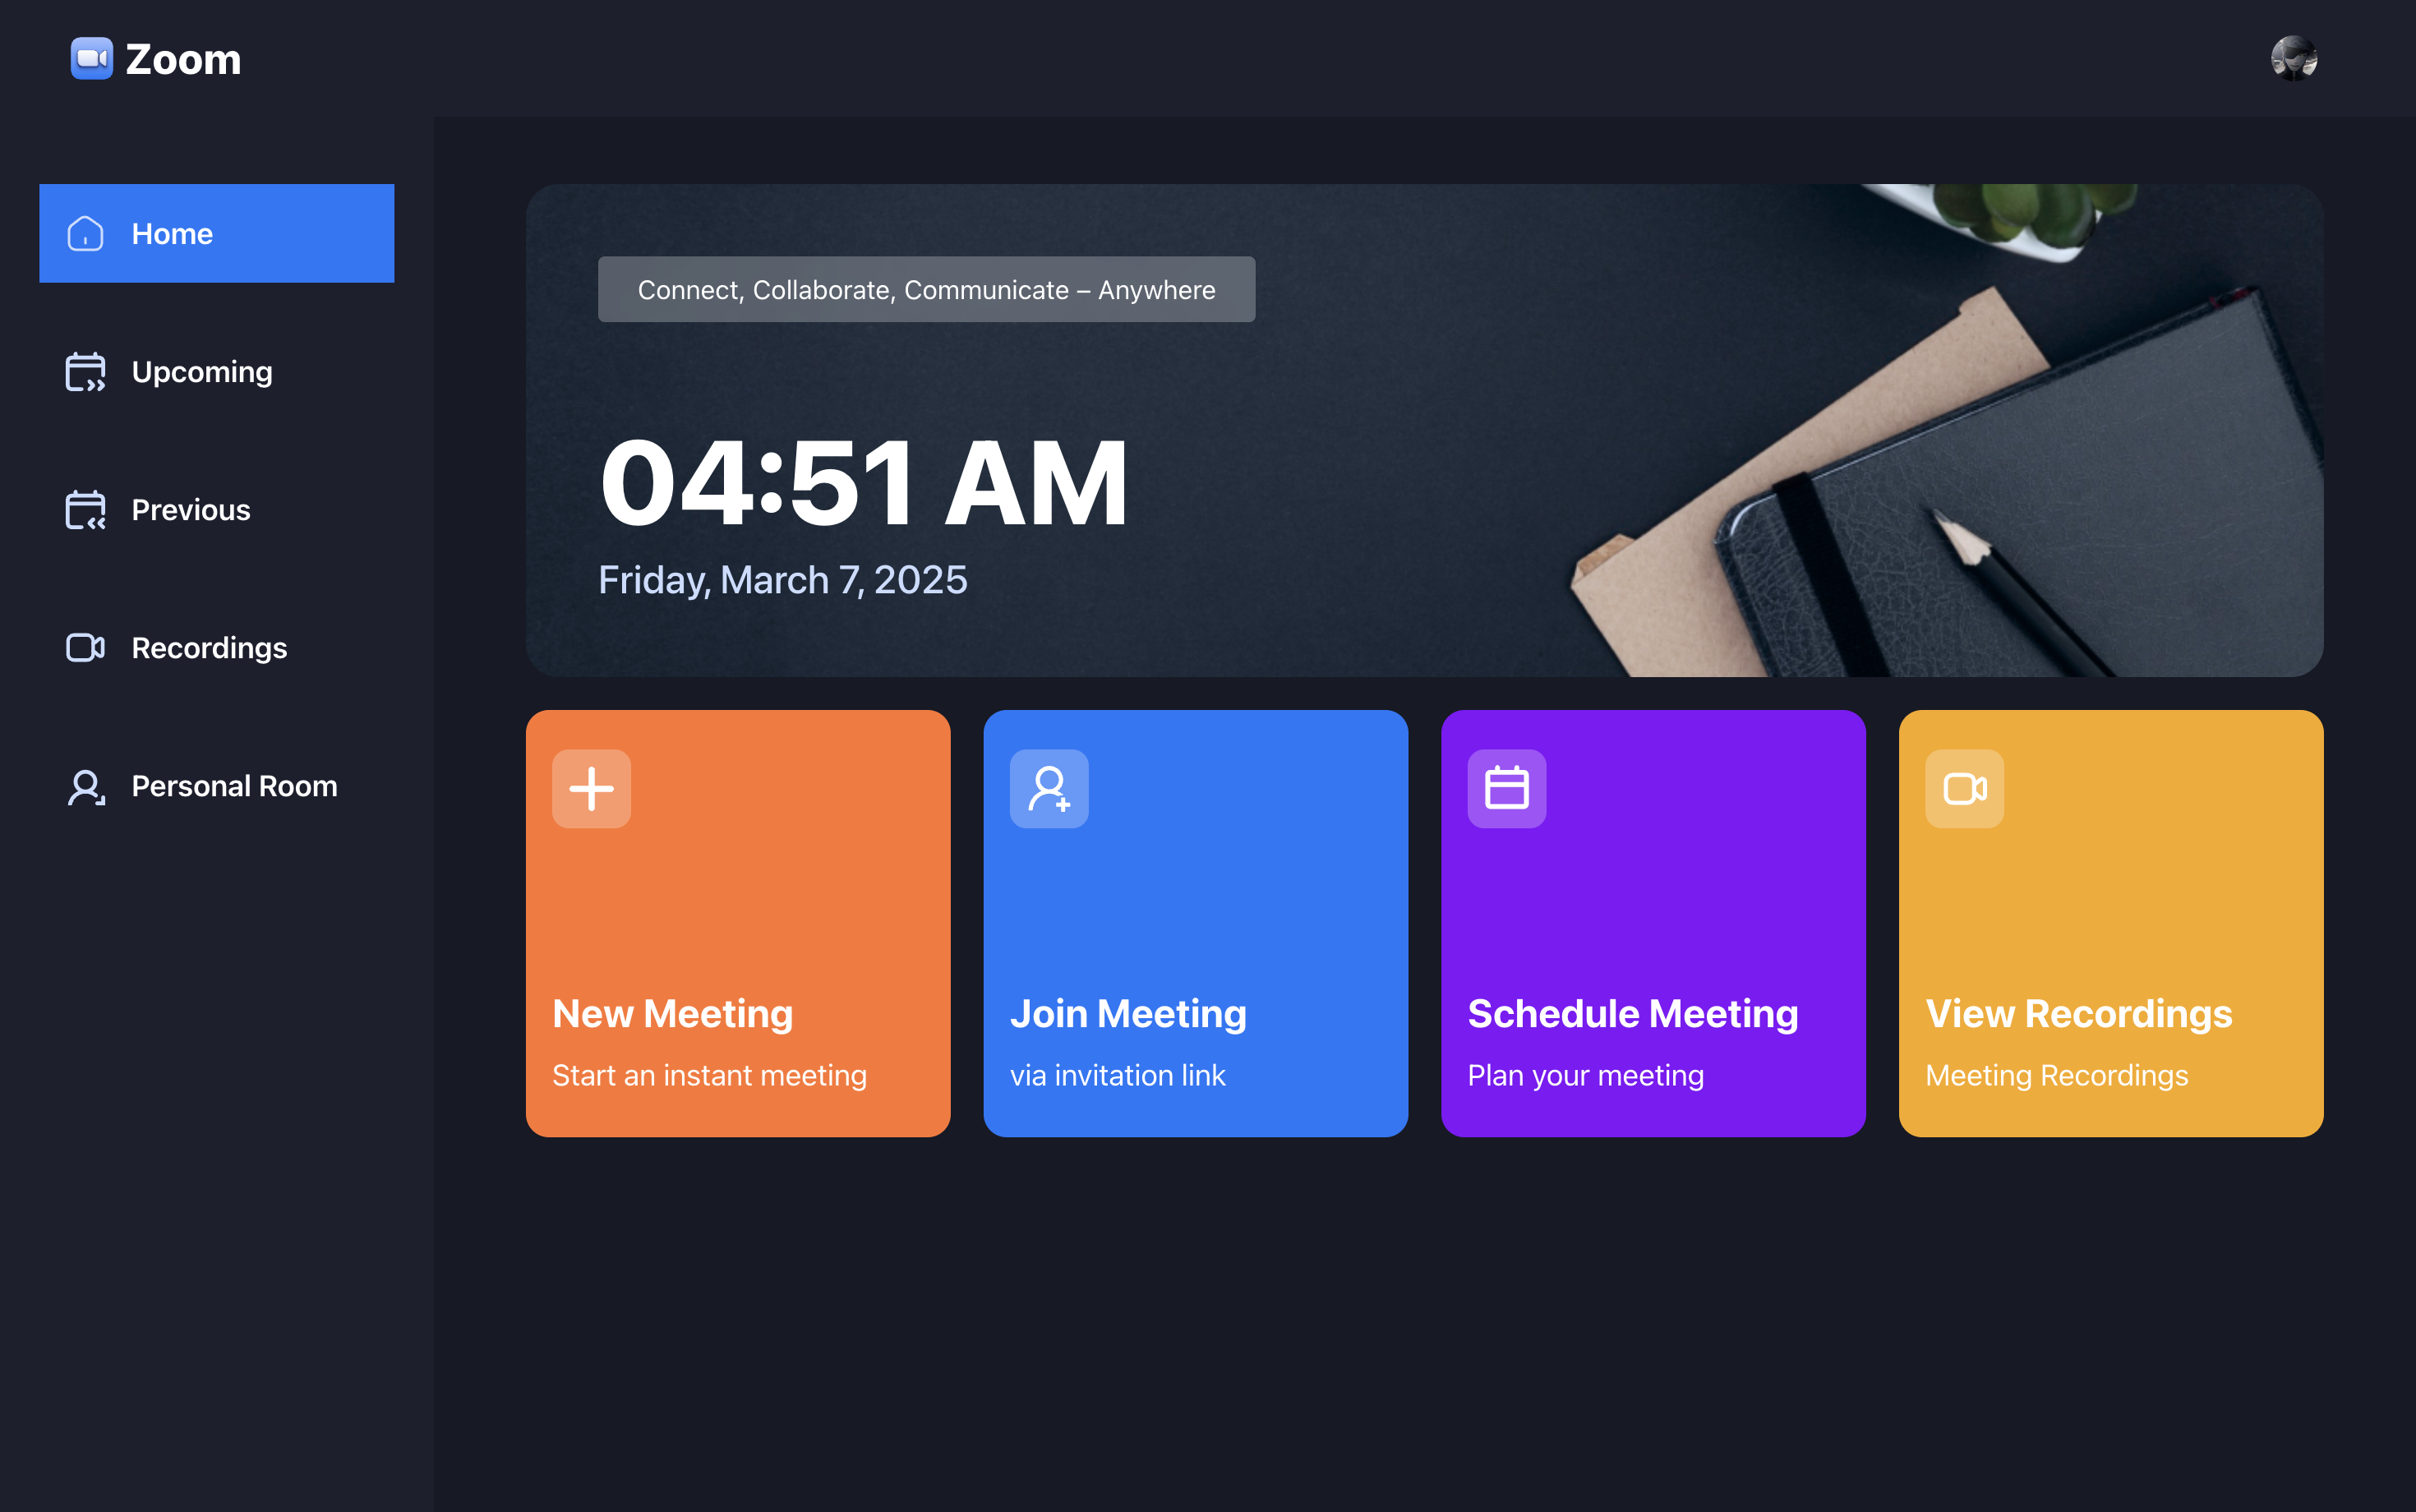 Zoom
Home
Upcoming
Previous
Recordings
Personal Room
Connect, Collaborate, Communicate – Anywhere
04:51 AM
Friday, March 7, 2025
New Meeting
Start an instant meeting
Join Meeting
via invitation link
Schedule Meeting
Plan your meeting
View Recordings
Meeting Recordings